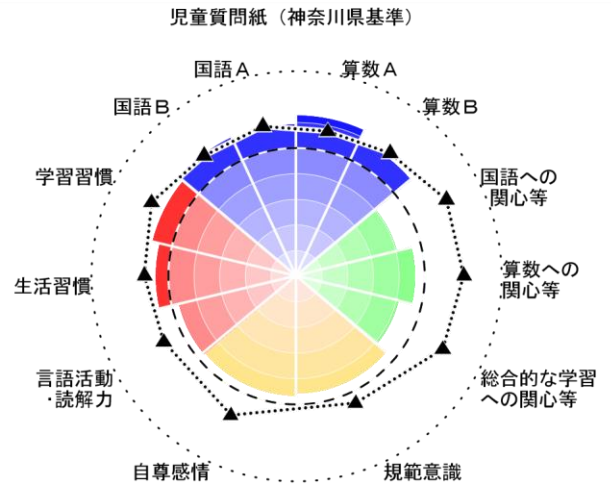 児童質問紙（神奈川県基準）
国語A
算数A
国語B
算数B
学習習慣
国語への
関心等
生活習慣
算数への
関心等
言語活動
・読解力
総合的な学習
への関心等
自尊感情
規範意識